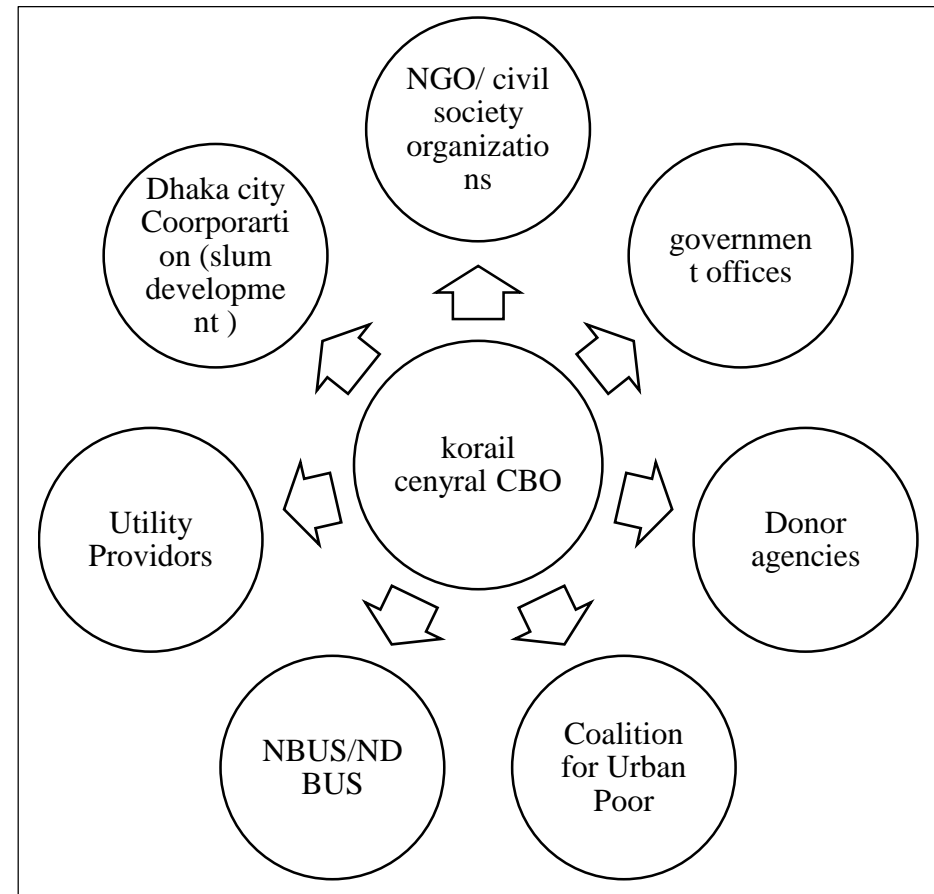 NGO/ civil
society
organizatio
ns
governmen
t offices
Donor
agencies
Coalition
for Urban
Poor
NBUS/ND
BUS
Utility
Providors
Dhaka city
Coorporarti
on (slum
developme
nt )
korail
cenyral CBO